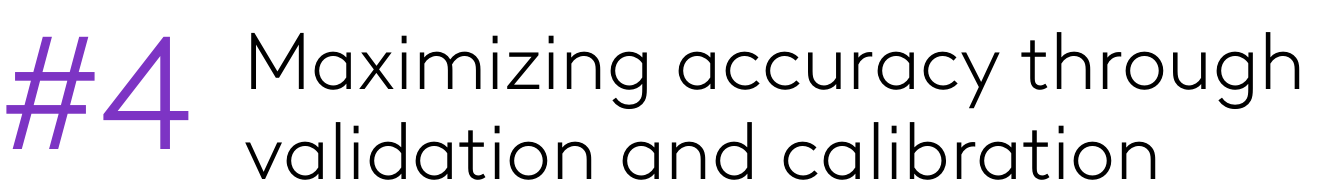 #4
Maximizing accuracy through
validation and calibration